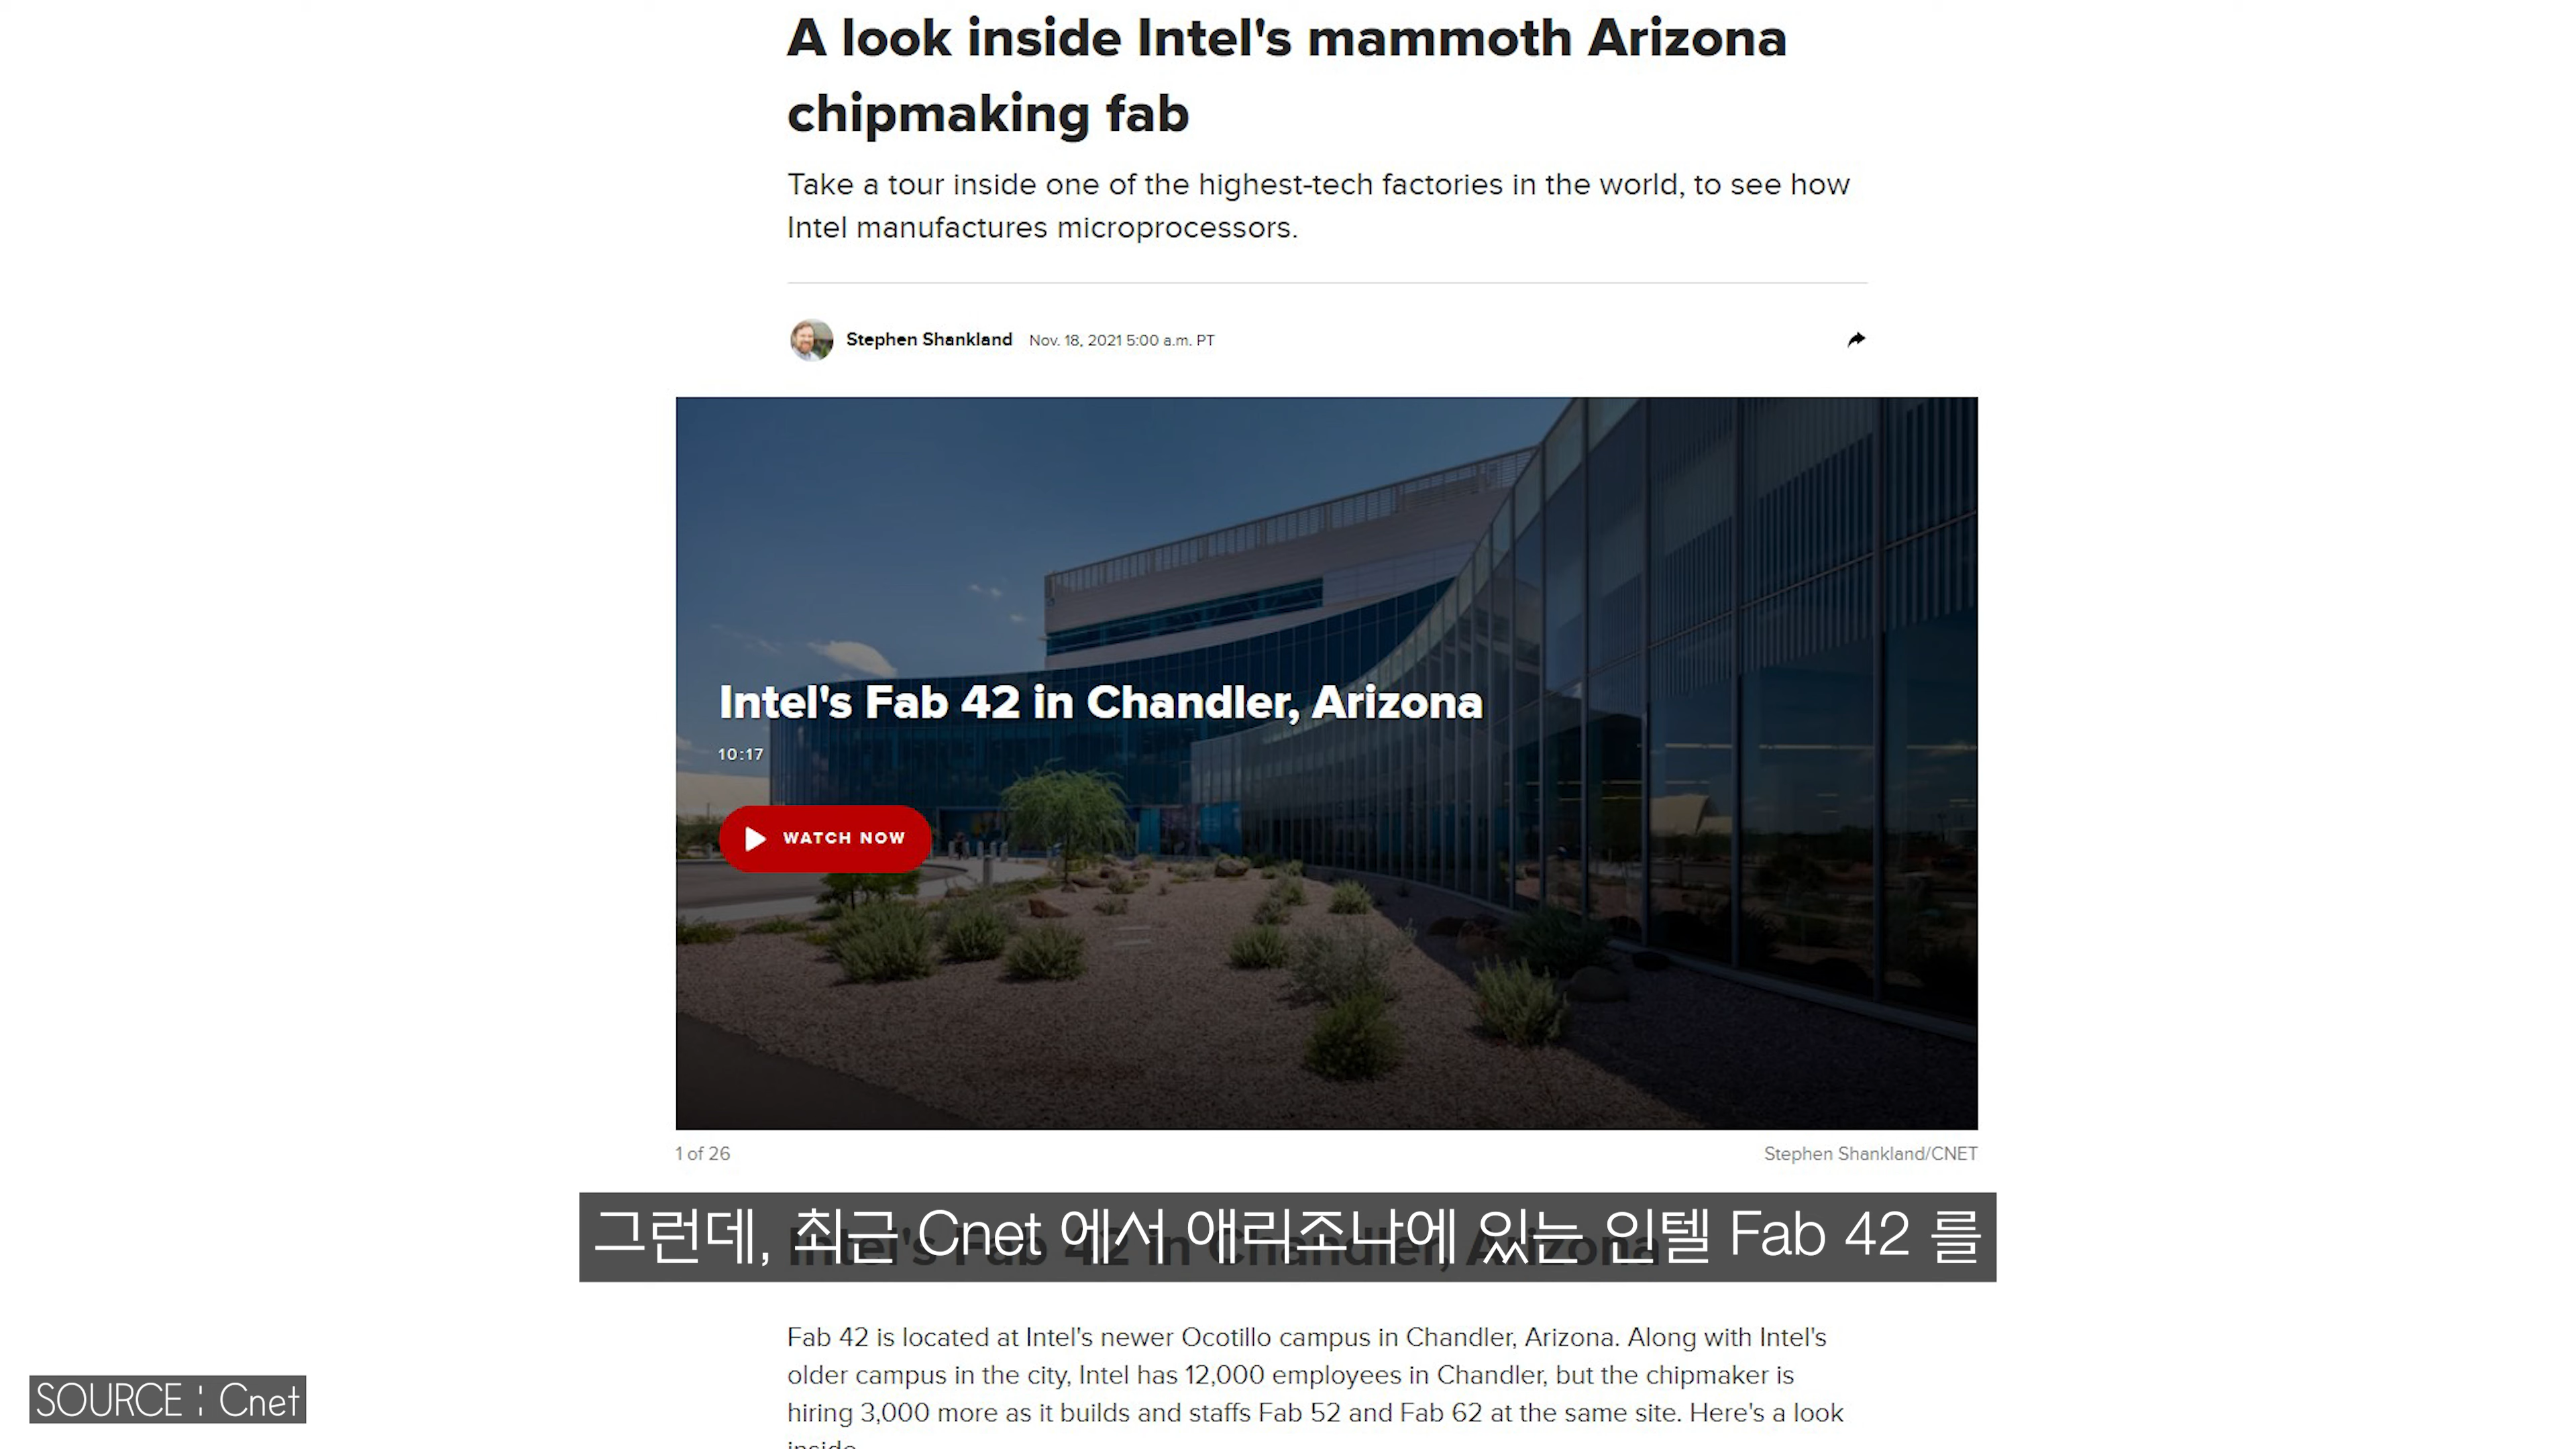 A look inside Intel's mammoth Arizona
chipmaking fab
Take a tour inside one of the highest-tech factories in the world, to see how
Intel manufactures microprocessors.
Stephen Shankland Nov. 18, 2021 5:00 a.m. PT
Intel's Fab 42 in Chandler, Arizona
10:17
WATCH NOW
1 of 26
Stephen Shankland/CNET
그런데, 최근 Cnet 에서 애리조나에 있는 인텔 Fab 42 를
Intel's Fab 42 in Chandler, Arizona
Fab 42 is located at Intel's newer Ocotillo campus in Chandler, Arizona. Along with Intel's
older campus in the city, Intel has 12,000 employees in Chandler, but the chipmaker is
hiring 3,000 more as it builds and staffs Fab 52 and Fab 62 at the same site. Here's a look
inside
SOURCE : Cnet